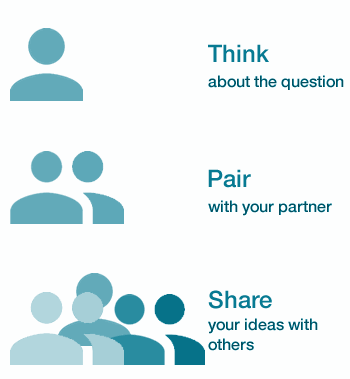 Think
about the question
Pair
with your partner
Share
your ideas with
others